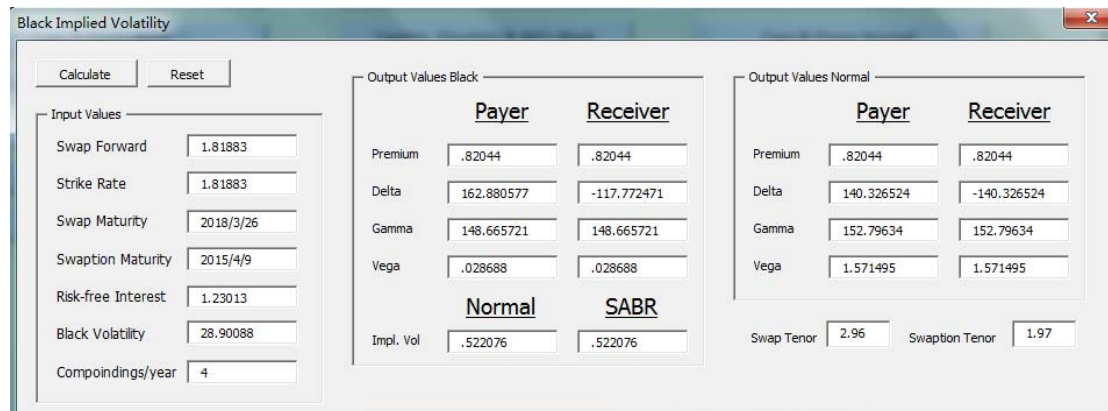 Black Implied Volatility
Calculate Reset
Input Values
Swap Forward 1.81883
Strike Rate 1.81883
Swap Maturity 2018/3/26
Swaption Maturity 2015/4/9
Risk-free Interest 1.23013
Black Volatility 28.90088
Compoindings/year 4
Output Values Black
Payer Receiver
Premium .82044 .82044
Delta 162.880577 -117.772471
Gamma 148.665721 148.665721
Vega .028688 .028688
Normal SABR
Impl. Vol .522076 .522076
Output Values Normal
Payer Receiver
Premium .82044 .82044
Delta 140.326524 -140.326524
Gamma 152.79634 152.79634
Vega 1.571495 1.571495
Swap Tenor 2.96 Swaption Tenor 1.97